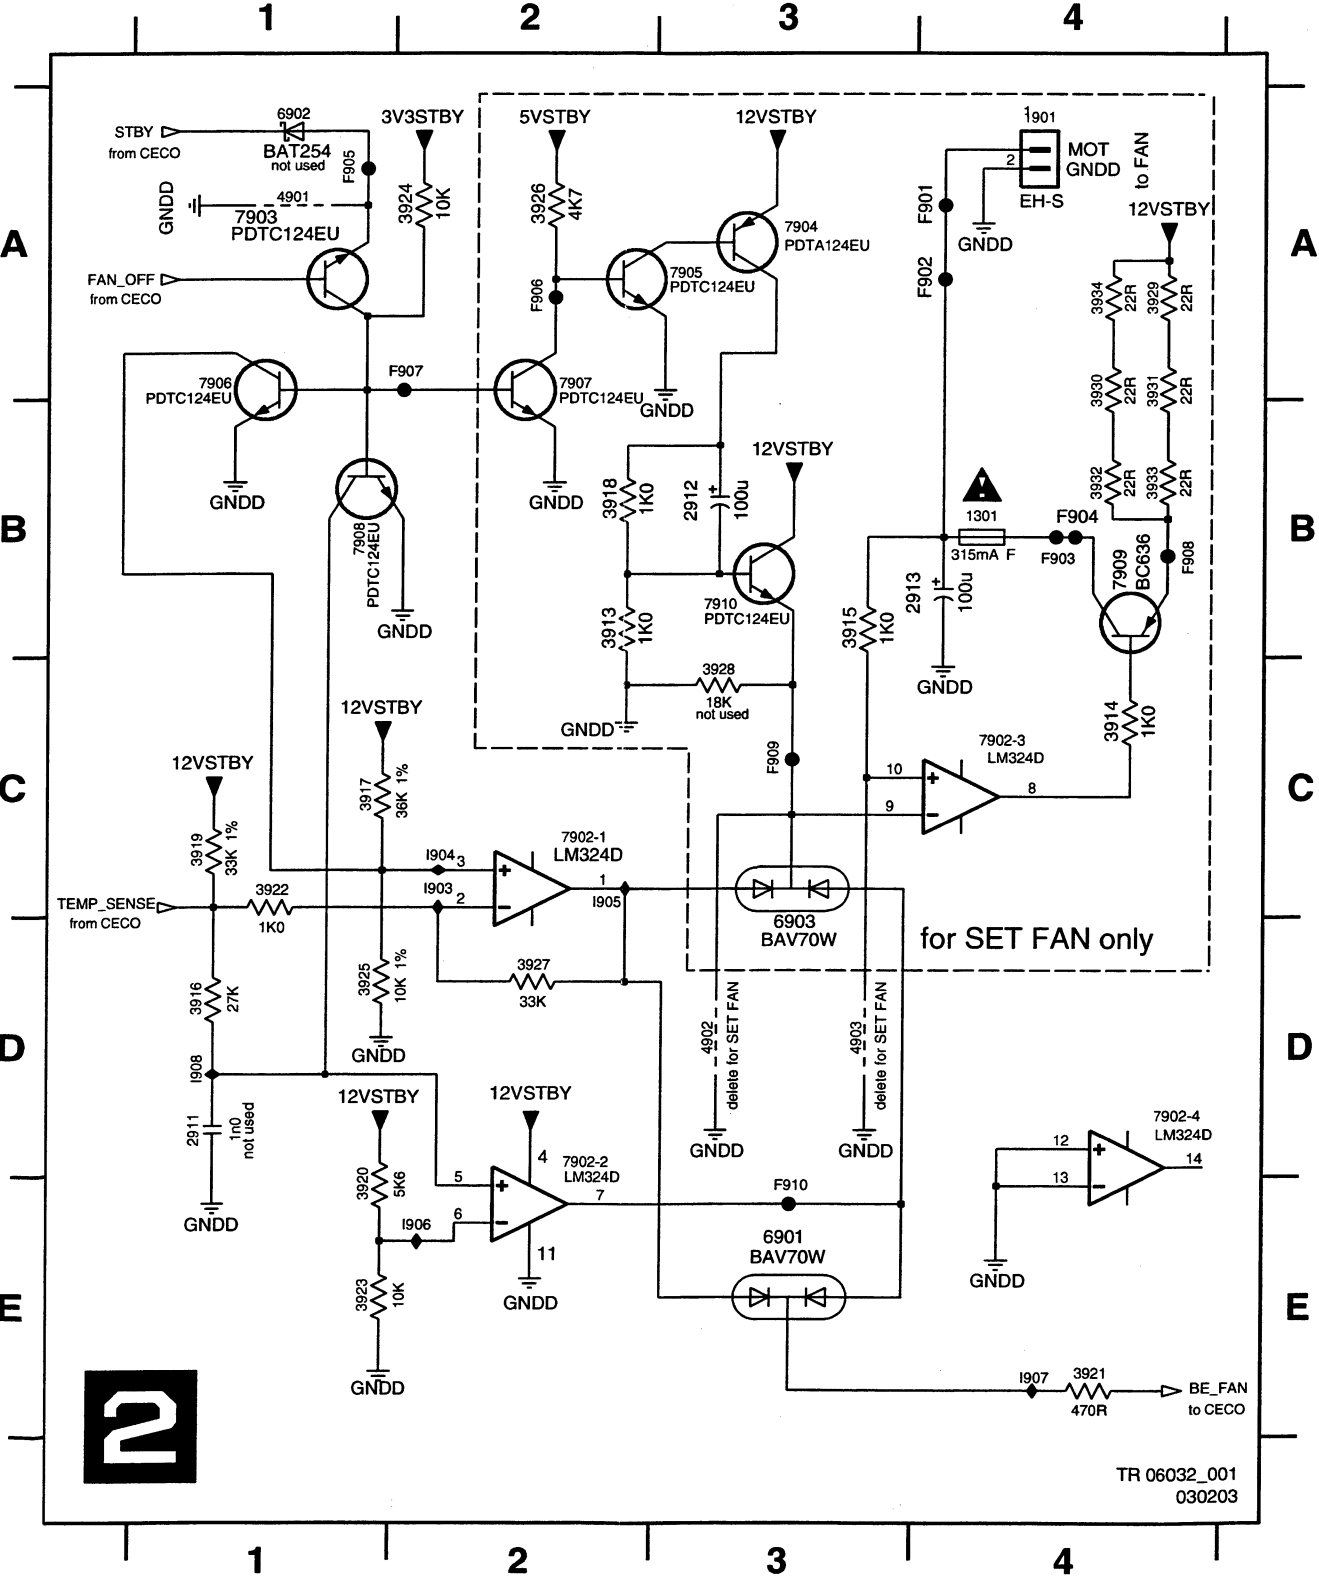 1
2
3
4
A
B
C
D
E
A
B
C
D
E
1
2
3
4
STBY
from CECO
6902
BAT254
not used
F905
GNDD
4901
7903
PDTC124EU
FAN_OFF
from CECO
3V3STBY
3924
10K
5VSTBY
3926
4K7
F906
12VSTBY
7904
PDTA124EU
7905
PDTC124EU
GNDD
1901
1
2
MOT
GNDD
EH-S
to FAN
GNDD
F901
F902
12VSTBY
3934
22R
3929
22R
3930
22R
3931
22R
3932
22R
3933
22R
7906
PDTC124EU
GNDD
F907
7907
PDTC124EU
GNDD
7908
PDTC124EU
GNDD
3918
1K0
2912
100u
12VSTBY
7910
PDTC124EU
3913
1K0
3928
18K
not used
GNDD
F909
3915
1K0
2913
100u
GNDD
1301
315mA F
F904
F903
7909
BC636
F908
3914
1K0
7902-3
LM324D
10
9
8
12VSTBY
3917
36K 1%
12VSTBY
3919
33K 1%
TEMP_SENSE
from CECO
3922
1K0
I904
3
I903
2
7902-1
LM324D
1
I905
3927
33K
3925
10K 1%
GNDD
3916
27K
I908
2911
1n0
not used
GNDD
6903
BAV70W
for SET FAN only
4902
delete for SET FAN
GNDD
4903
delete for SET FAN
GNDD
12VSTBY
3920
5K6
I906
3923
10K
GNDD
12VSTBY
4
7902-2
LM324D
5
6
7
11
GNDD
F910
6901
BAV70W
7902-4
LM324D
12
13
14
GNDD
I907
3921
470R
BE_FAN
to CECO
2
TR 06032_001
030203